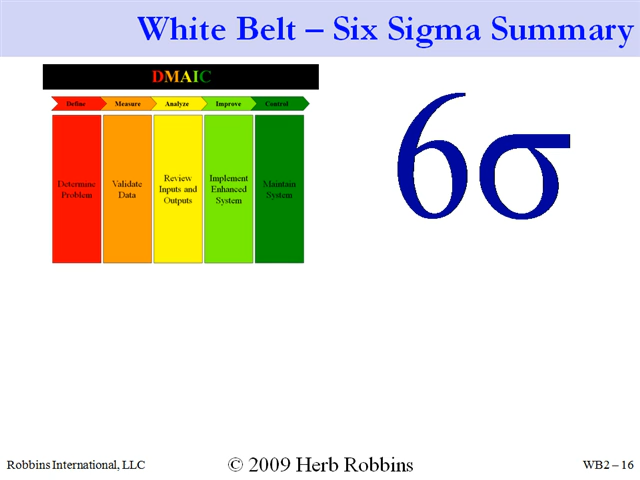 White Belt – Six Sigma Summary
DMAIC
Define Measure Analyze Improve Control
Determine Problem
Validate Data
Review Inputs and Outputs
Implement Enhanced System
Maintain System
6σ
Robbins International, LLC
© 2009 Herb Robbins
WB2 – 16